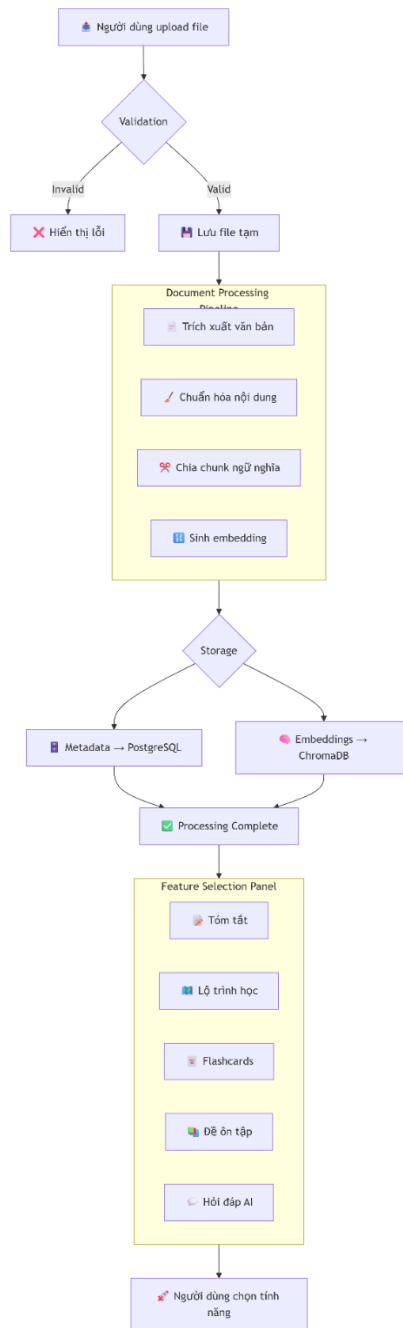 Người dùng upload file
Validation
Invalid
Valid
Hiển thị lỗi
Lưu file tạm
Document Processing
Pipeline
Trích xuất văn bản
Chuẩn hóa nội dung
Chia chunk ngữ nghĩa
Sinh embedding
Storage
Metadata → PostgreSQL
Embeddings →
ChromaDB
Processing Complete
Feature Selection Panel
Tóm tắt
Lộ trình học
Flashcards
Đề ôn tập
Hỏi đáp AI
Người dùng chọn tính
năng